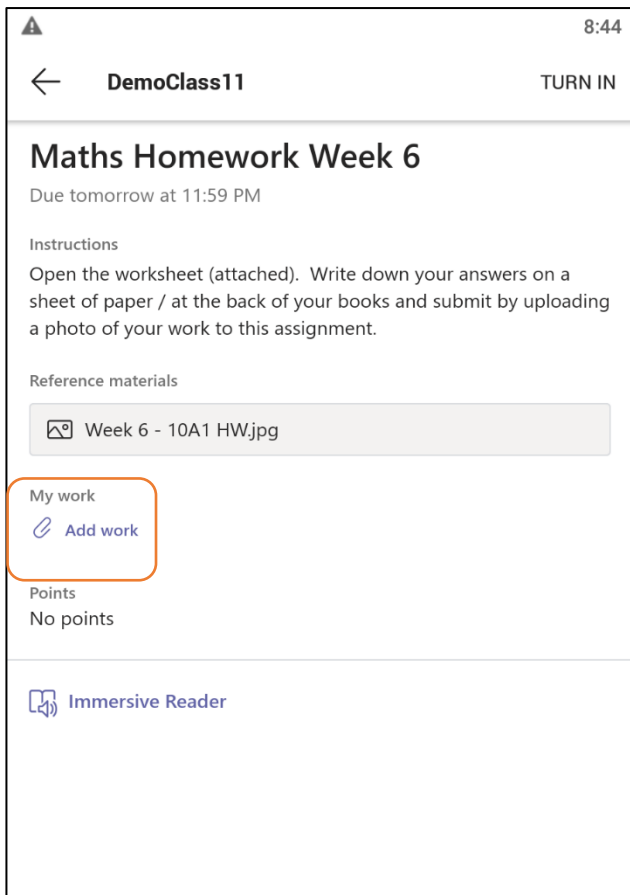 8:44
DemoClass11 TURN IN
Maths Homework Week 6
Due tomorrow at 11:59 PM
Instructions
Open the worksheet (attached).  Write down your answers on a
sheet of paper / at the back of your books and submit by uploading
a photo of your work to this assignment.
Reference materials
Week 6 - 10A1 HW.jpg
My work
Add work
Points
No points
Immersive Reader